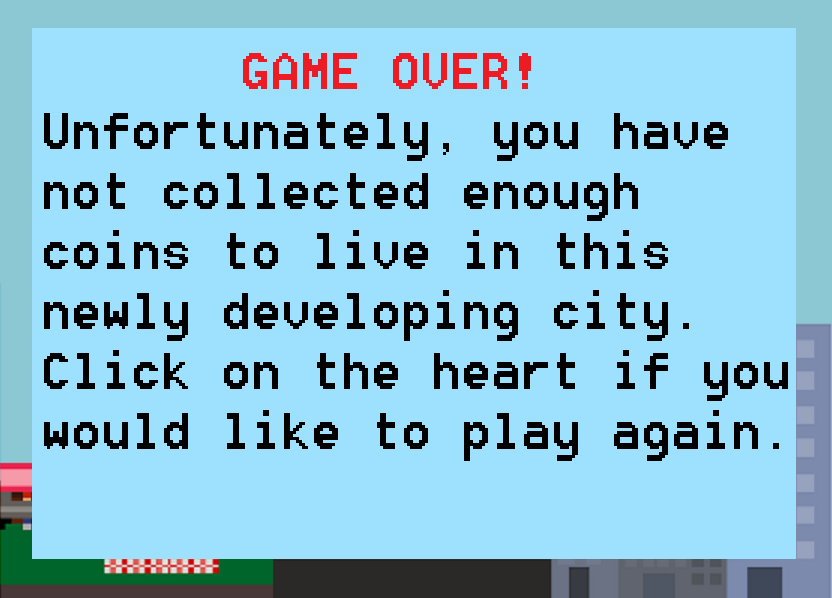 GAME OVER!
Unfortunately, you have
not collected enough
coins to live in this
newly developing city.
Click on the heart if you
would like to play again.